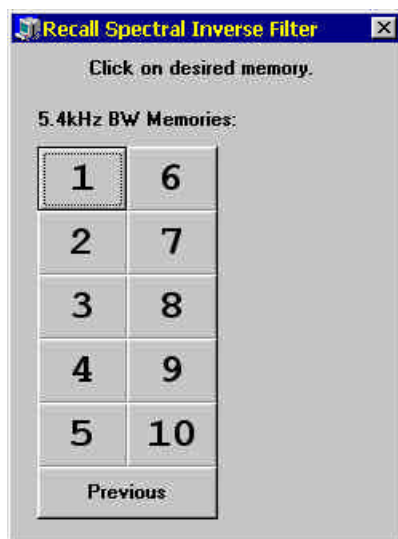 Recall Spectral Inverse Filter
Click on desired memory.
5.4kHz BW Memories:
1 6
2 7
3 8
4 9
5 10
Previous